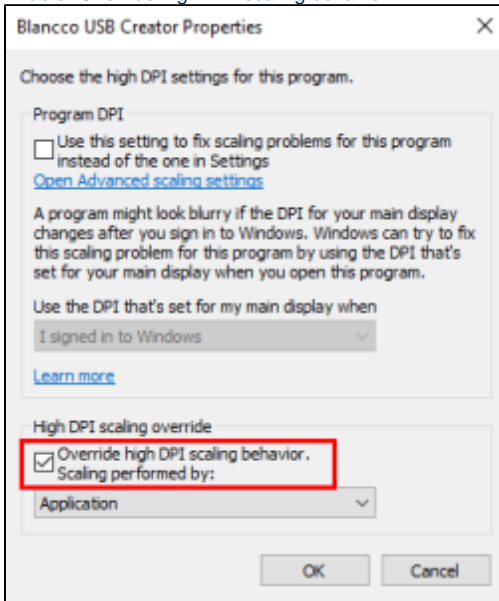 Blancco USB Creator Properties
Choose the high DPI settings for this program.
Program DPI
Use this setting to fix scaling problems for this program
instead of the one in Settings
Open Advanced scaling settings
A program might look blurry if the DPI for your main display
changes after you sign in to Windows. Windows can try to fix
this scaling problem for this program by using the DPI that's
set for your main display when you open this program.
Use the DPI that's set for my main display when
I signed in to Windows
Learn more
High DPI scaling override
Override high DPI scaling behavior.
Scaling performed by:
Application
OK Cancel